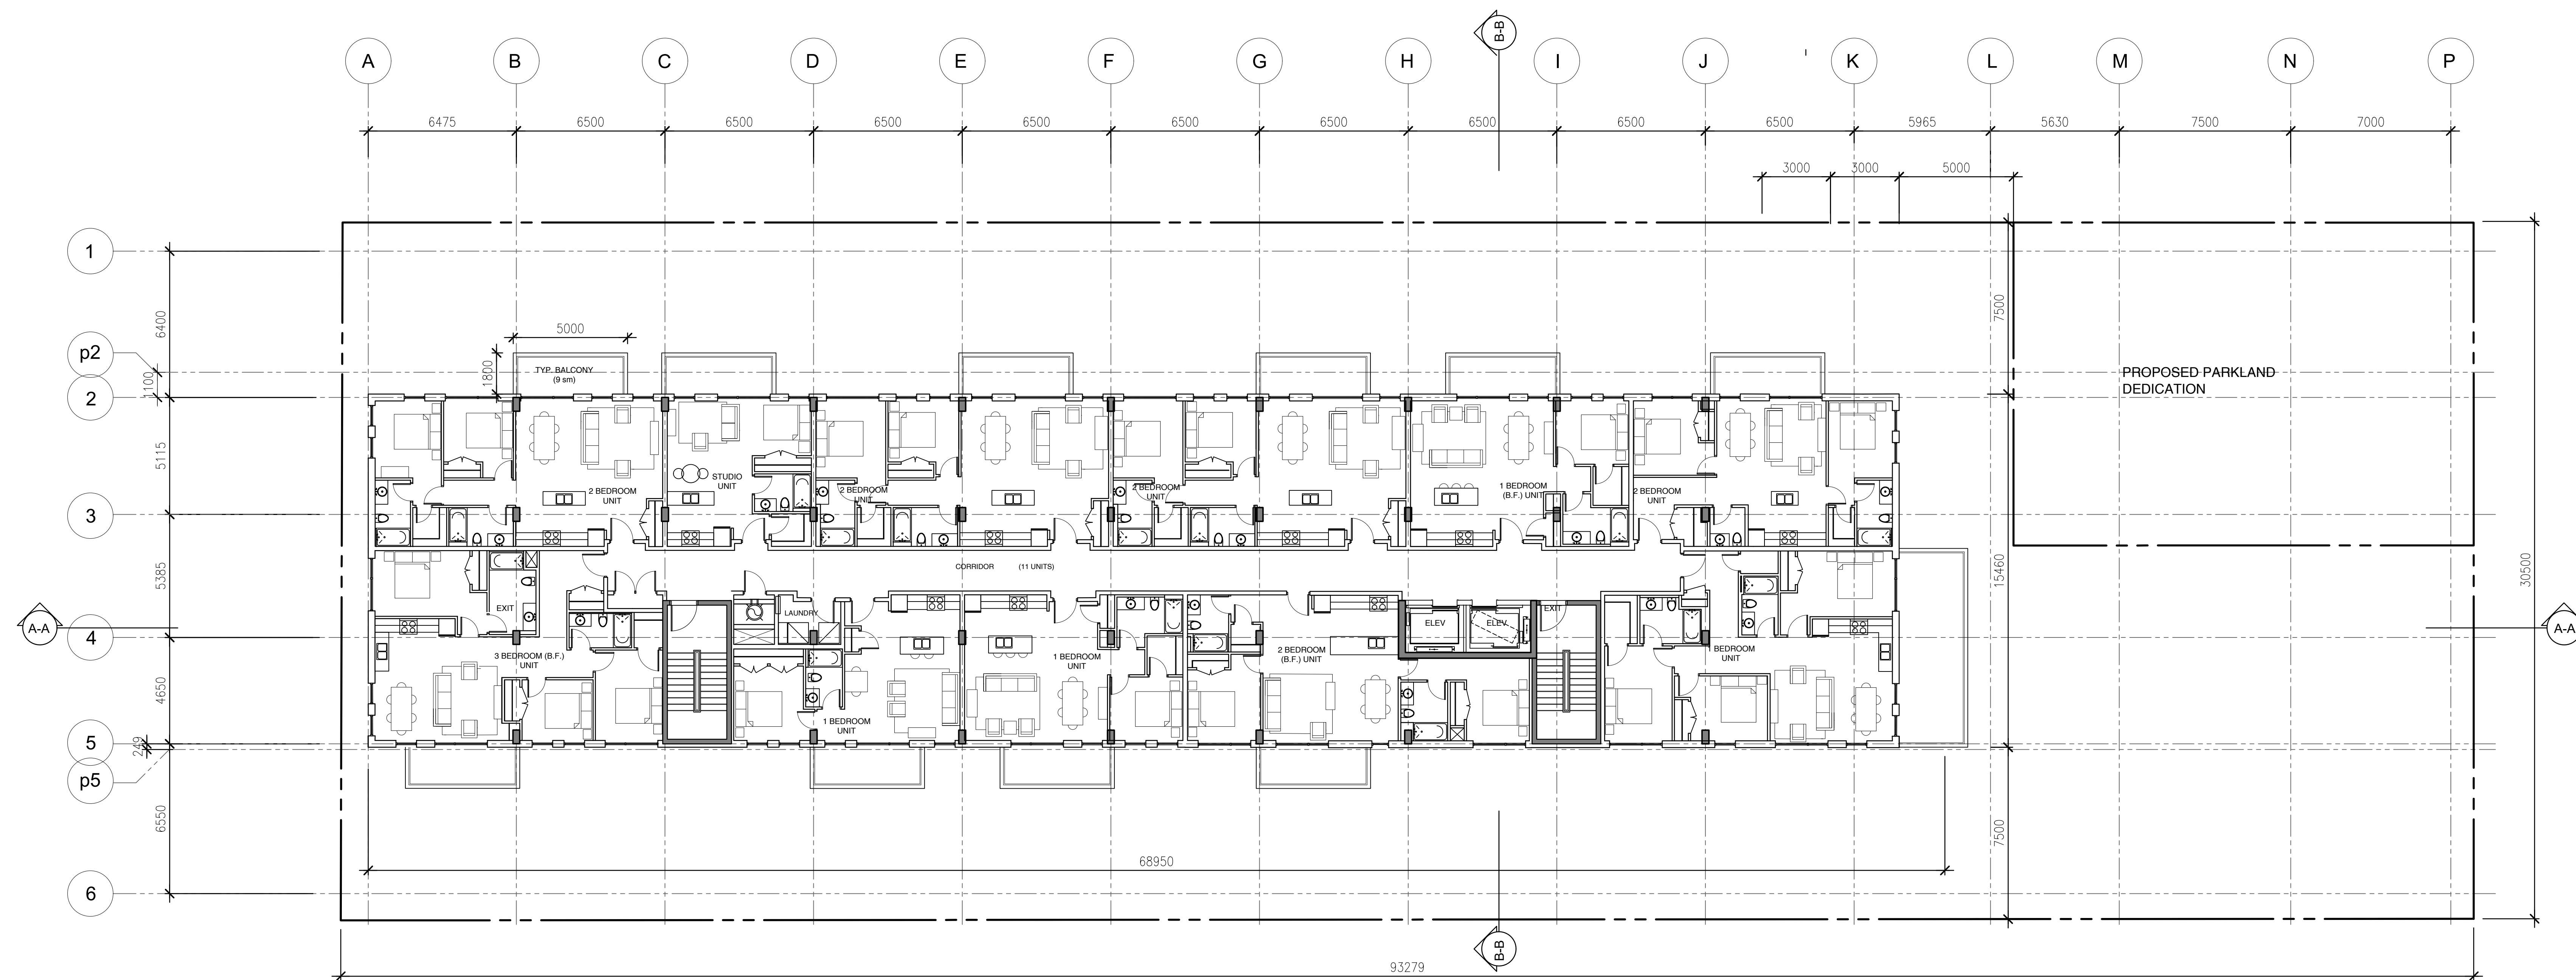 B-B
A
B
C
D
E
F
G
H
I
J
K
L
M
N
P
6475
6500
6500
6500
6500
6500
6500
6500
6500
6500
5965
5630
7500
7000
3000
3000
5000
1
6400
7500
5000
p2
1800
TYP. BALCONY
(9 sm)
1100
2
PROPOSED PARKLAND
DEDICATION
5115
2 BEDROOM
UNIT
STUDIO
UNIT
2 BEDROOM
UNIT
2 BEDROOM
UNIT
1 BEDROOM
(B.F.) UNIT
2 BEDROOM
UNIT
3
5385
CORRIDOR
(11 UNITS)
15460
30500
EXIT
LAUNDRY
ELEV
ELEV
EXIT
A-A
A-A
4
3 BEDROOM (B.F.)
UNIT
1 BEDROOM
UNIT
2 BEDROOM
(B.F.) UNIT
BEDROOM
UNIT
4650
1 BEDROOM
UNIT
5
249
p5
6550
7500
68950
6
B-B
93279